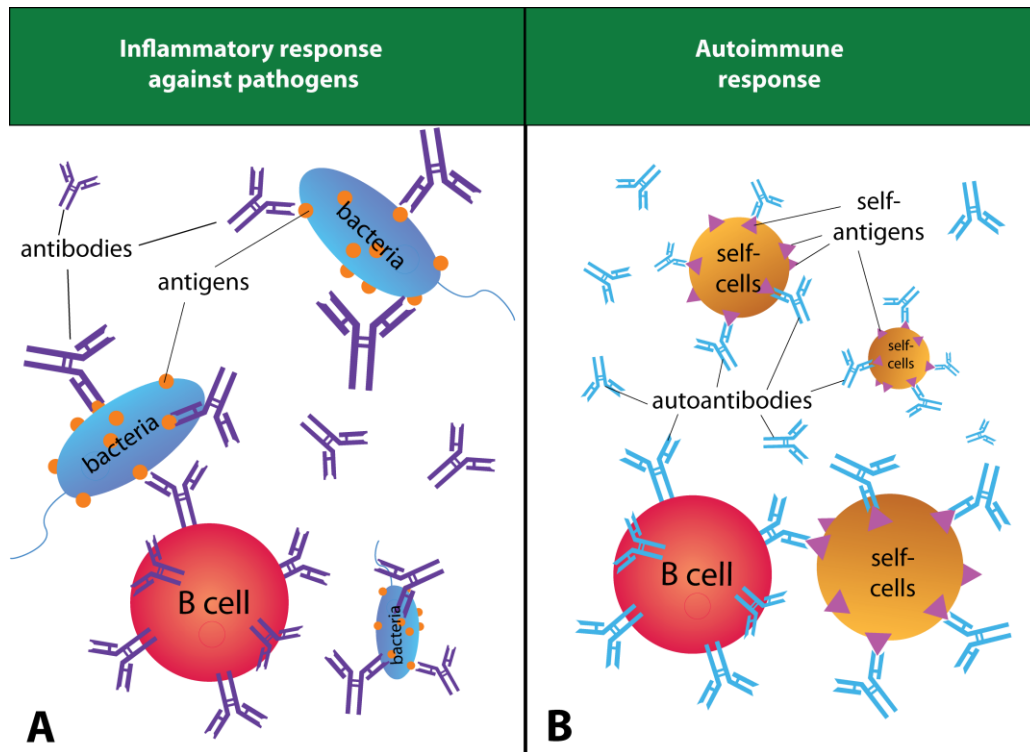 Inflammatory response
against pathogens
Autoimmune
response
antibodies
antigens
bacteria
bacteria
B cell
bacteria
A
self-
antigens
self-
cells
self-
cells
autoantibodies
B cell
self-
cells
B